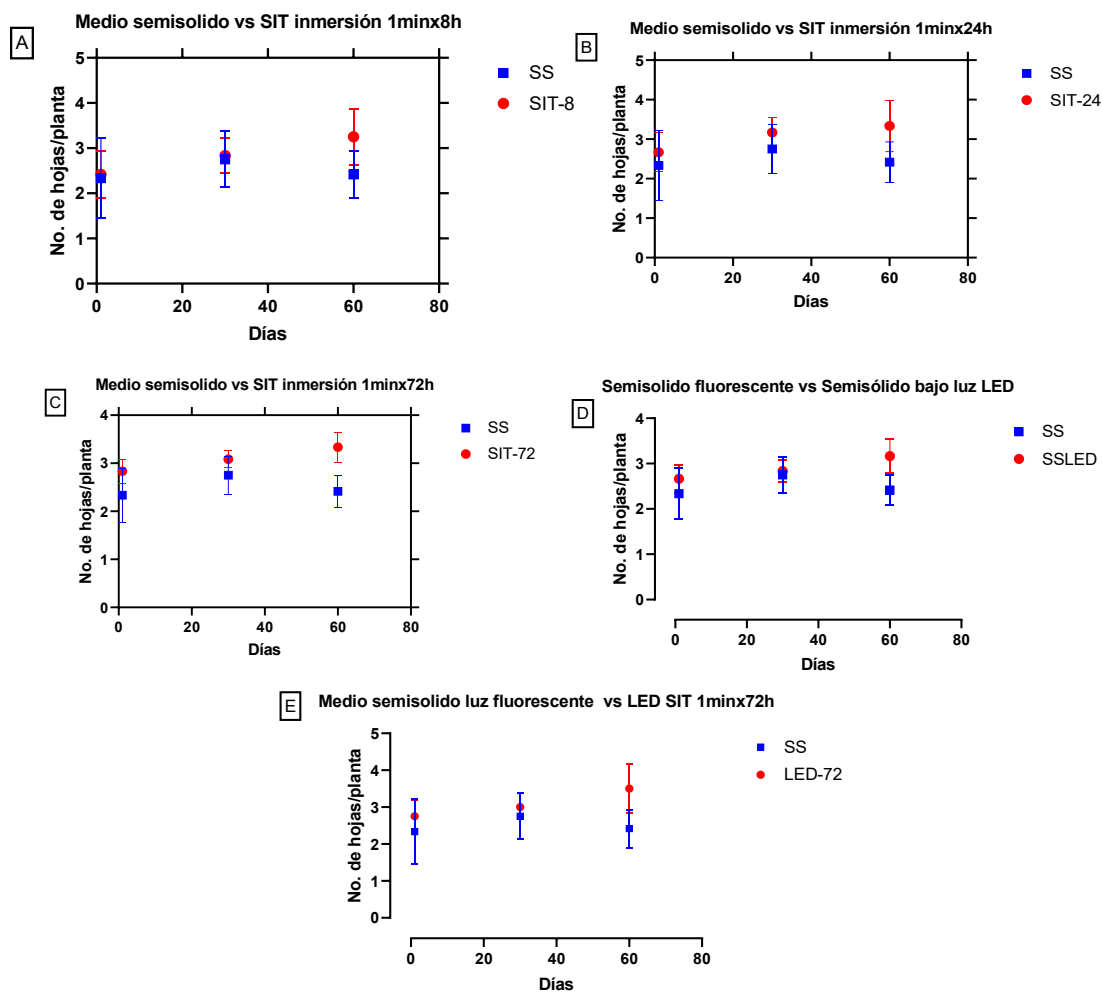 A
Medio semisolido vs SIT inmersión 1minx8h
No. de hojas/planta
5
4
3
2
1
0
0 20 40 60 80
Días
SS
SIT-8
B
Medio semisolido vs SIT inmersión 1minx24h
No. de hojas/planta
5
4
3
2
1
0
0 20 40 60 80
Días
SS
SIT-24
C
Medio semisolido vs SIT inmersión 1minx72h
No. de hojas/planta
4
3
2
1
0
0 20 40 60 80
Días
SS
SIT-72
D
Semisolido fluorescente vs Semisólido bajo luz LED
No. de hojas/planta
4
3
2
1
0
0 20 40 60 80
Días
SS
SSLED
E
Medio semisolido luz fluorescente vs LED SIT 1minx72h
No. de hojas/planta
5
4
3
2
1
0
0 20 40 60 80
Días
SS
LED-72